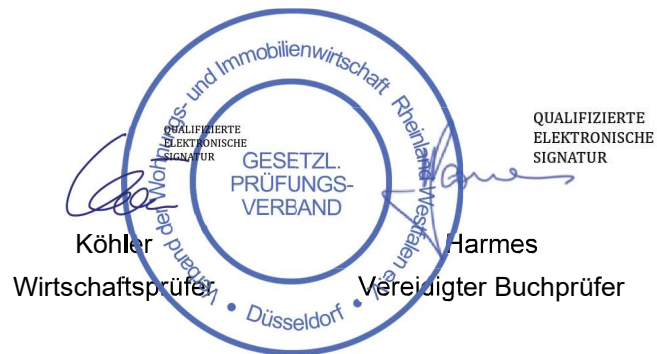 Verband der Wohnungs- und Immobilienwirtschaft Rheinland Westfalen e.V.
• Düsseldorf •
GESETZL.
PRÜFUNGS-
VERBAND
QUALIFIZIERTE
ELEKTRONISCHE
SIGNATUR
QUALIFIZIERTE
ELEKTRONISCHE
SIGNATUR
Köhler
Harmes
Wirtschaftsprüfer
Vereidigter Buchprüfer